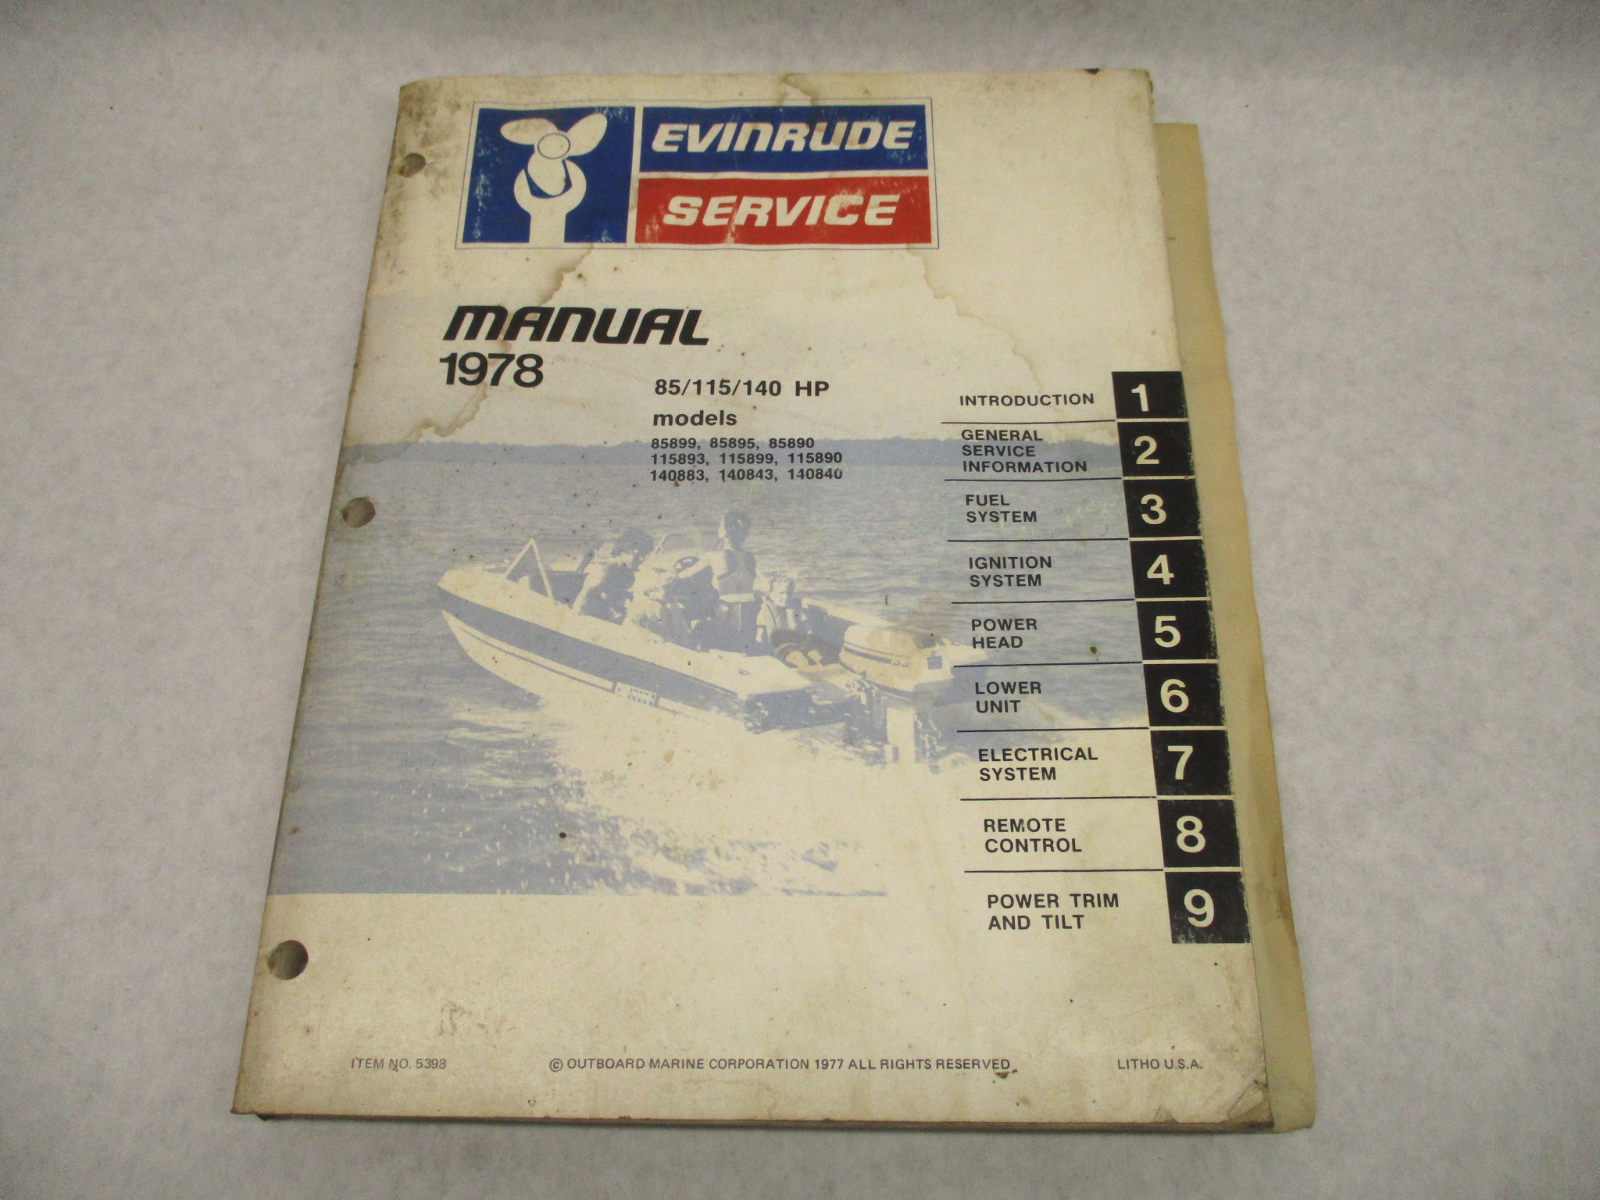 EVINRUDE
SERVICE
MANUAL
1978
85/115/140 HP
models
85899, 85895, 85890
115893, 115899, 115890
140883, 140843, 140840
INTRODUCTION 1
GENERAL
SERVICE
INFORMATION 2
FUEL
SYSTEM 3
IGNITION
SYSTEM 4
POWER
HEAD 5
LOWER
UNIT 6
ELECTRICAL
SYSTEM 7
REMOTE
CONTROL 8
POWER TRIM
AND TILT 9
ITEM NO. 5398 © OUTBOARD MARINE CORPORATION 1977 ALL RIGHTS RESERVED LITHO U.S.A.